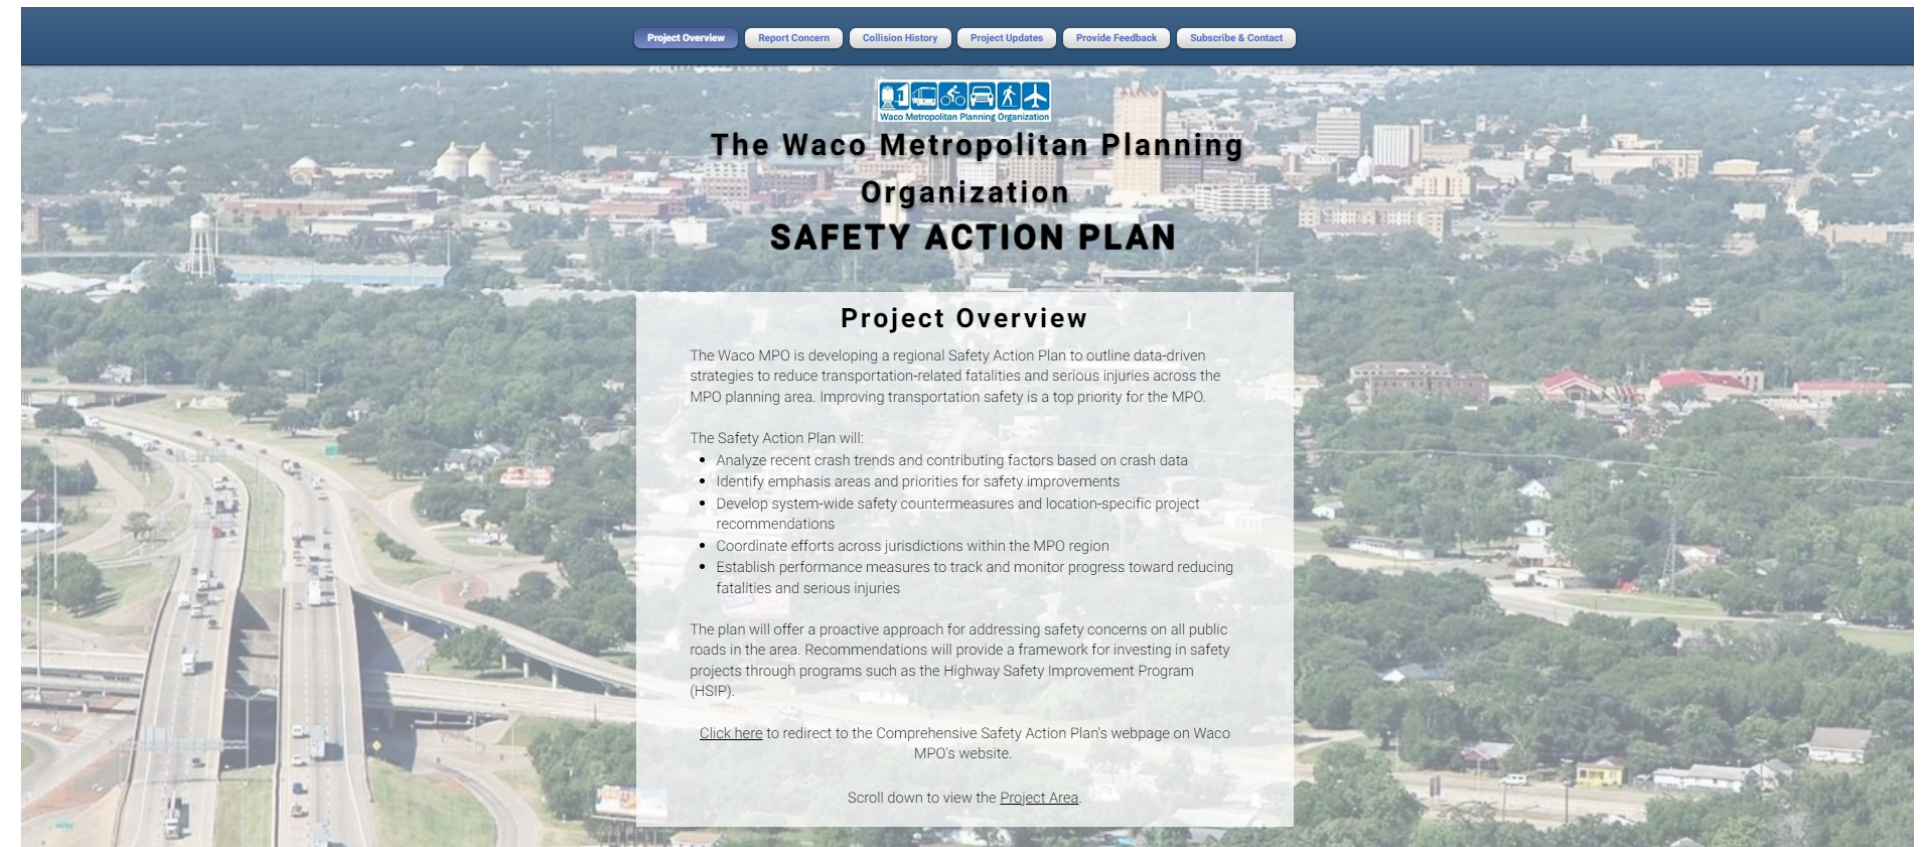 Project Overview
Report Concern
Collision History
Project Updates
Provide Feedback
Subscribe & Contact
Waco Metropolitan Planning Organization
The Waco Metropolitan Planning
Organization
SAFETY ACTION PLAN
Project Overview
The Waco MPO is developing a regional Safety Action Plan to outline data-driven
strategies to reduce transportation-related fatalities and serious injuries across the
MPO planning area. Improving transportation safety is a top priority for the MPO.
The Safety Action Plan will:
• Analyze recent crash trends and contributing factors based on crash data
• Identify emphasis areas and priorities for safety improvements
• Develop system-wide safety countermeasures and location-specific project
recommendations
• Coordinate efforts across jurisdictions within the MPO region
• Establish performance measures to track and monitor progress toward reducing
fatalities and serious injuries
The plan will offer a proactive approach for addressing safety concerns on all public
roads in the area. Recommendations will provide a framework for investing in safety
projects through programs such as the Highway Safety Improvement Program
(HSIP).
Click here to redirect to the Comprehensive Safety Action Plan's webpage on Waco
MPO's website.
Scroll down to view the Project Area.